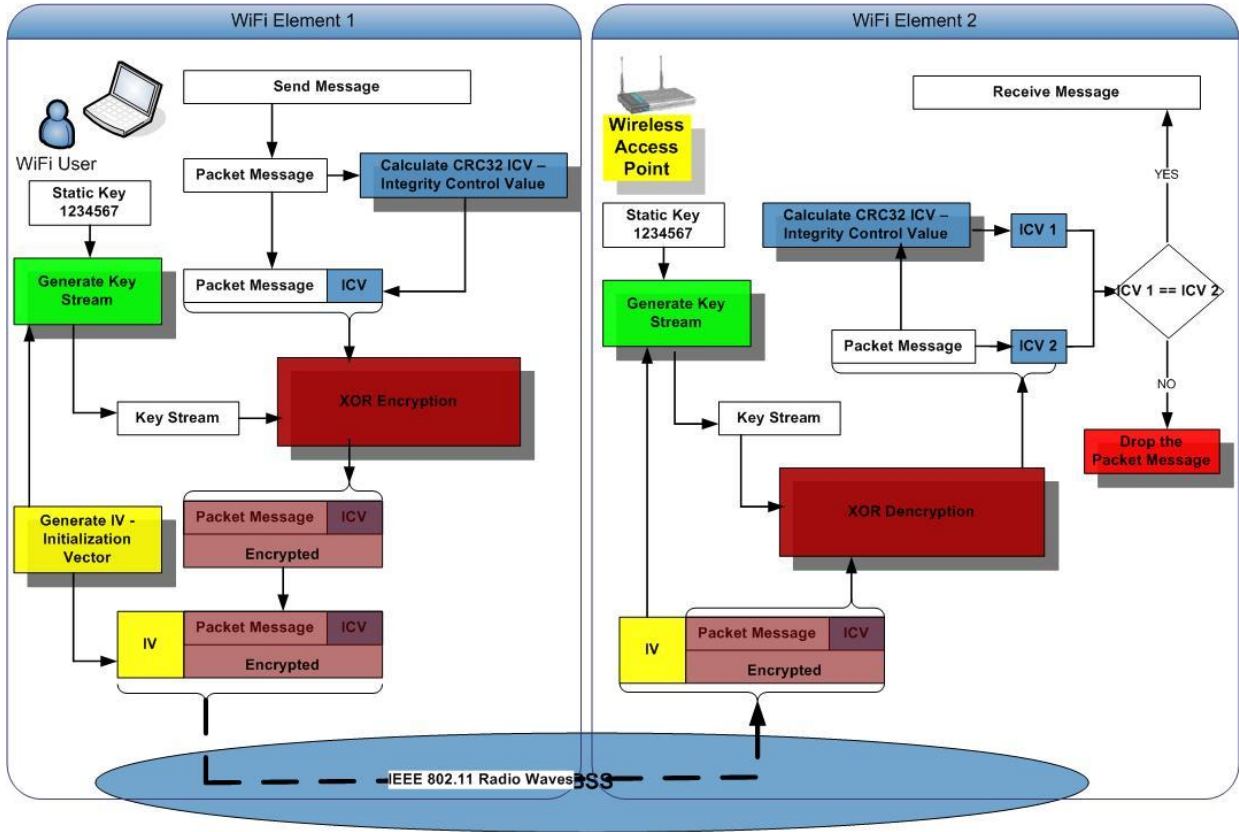 WiFi Element 1
Send Message
WiFi User
Packet Message
Calculate CRC32 ICV –
Integrity Control Value
Static Key
1234567
Generate Key
Stream
Packet Message
ICV
XOR Encryption
Key Stream
Packet Message
ICV
Encrypted
Generate IV -
Initialization
Vector
IV
Packet Message
ICV
Encrypted
WiFi Element 2
Wireless
Access
Point
Receive Message
YES
Static Key
1234567
Calculate CRC32 ICV –
Integrity Control Value
ICV 1
Generate Key
Stream
ICV 1 == ICV 2
Packet Message
ICV 2
NO
Key Stream
Drop the
Packet Message
XOR Dencryption
IV
Packet Message
ICV
Encrypted
IEEE 802.11 Radio Waves